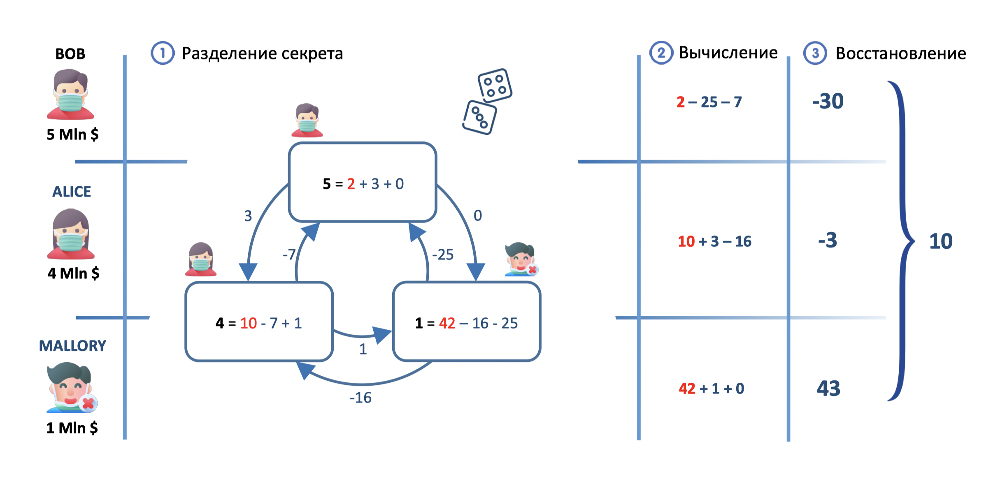 BOB
5 Mln $
ALICE
4 Mln $
MALLORY
1 Mln $
1 Разделение секрета
5 = 2 + 3 + 0
3
0
-7
-25
4 = 10 - 7 + 1
1 = 42 – 16 - 25
1
-16
2 Вычисление
2 – 25 – 7
10 + 3 – 16
42 + 1 + 0
3 Восстановление
-30
-3
43
10